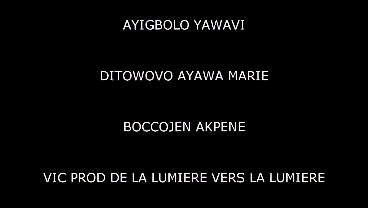 AYIGBOLO YAWAVI
DITOWOVO AYAWA MARIE
BOCCOJEN AKPENE
VIC PROD DE LA LUMIERE VERS LA LUMIERE